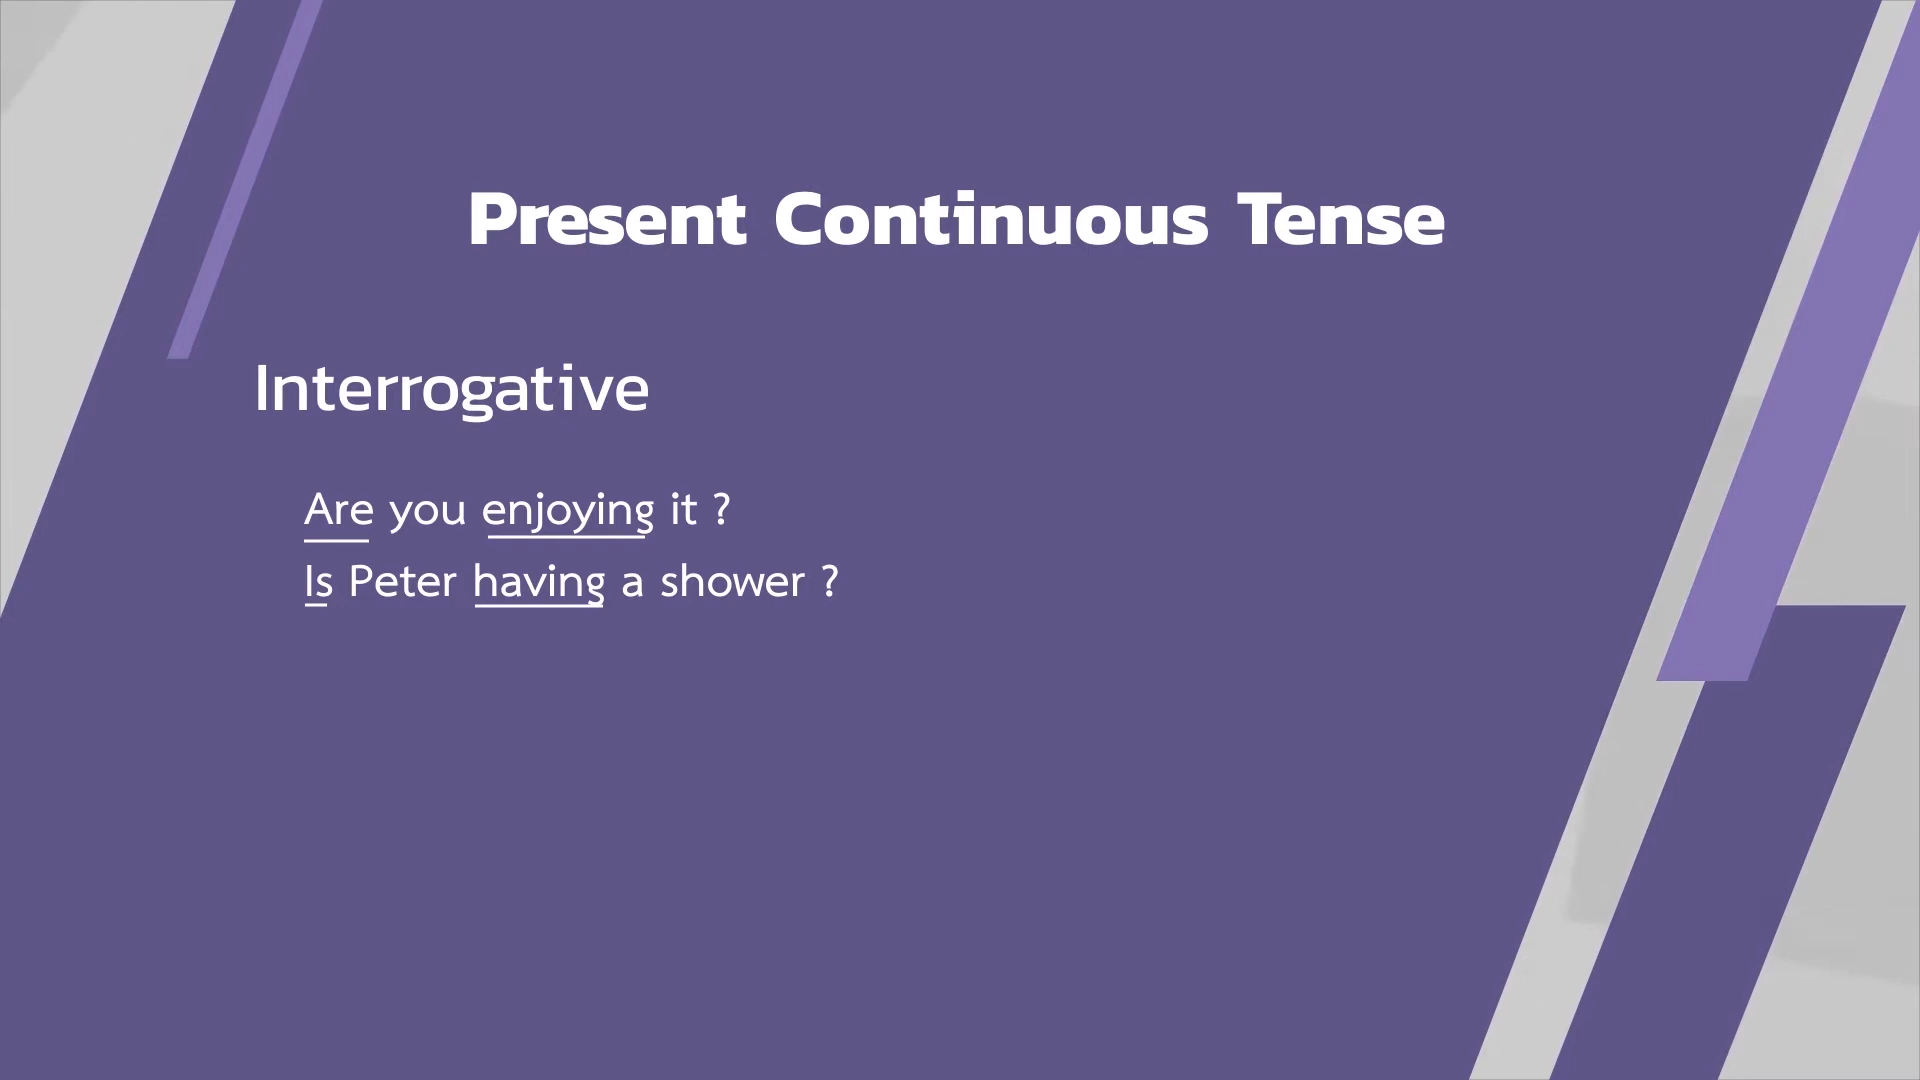 Present Continuous Tense
Interrogative
Are you enjoying it ?
Is Peter having a shower ?